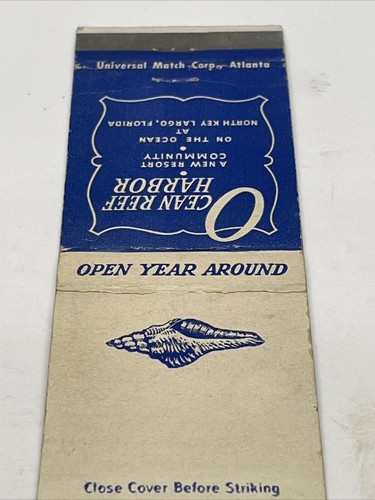 Universal Match Corp., Atlanta
OCEAN REEF
HARBOR
A NEW RESORT
COMMUNITY
ON THE OCEAN
AT
NORTH KEY LARGO, FLORIDA
OPEN YEAR AROUND
Close Cover Before Striking